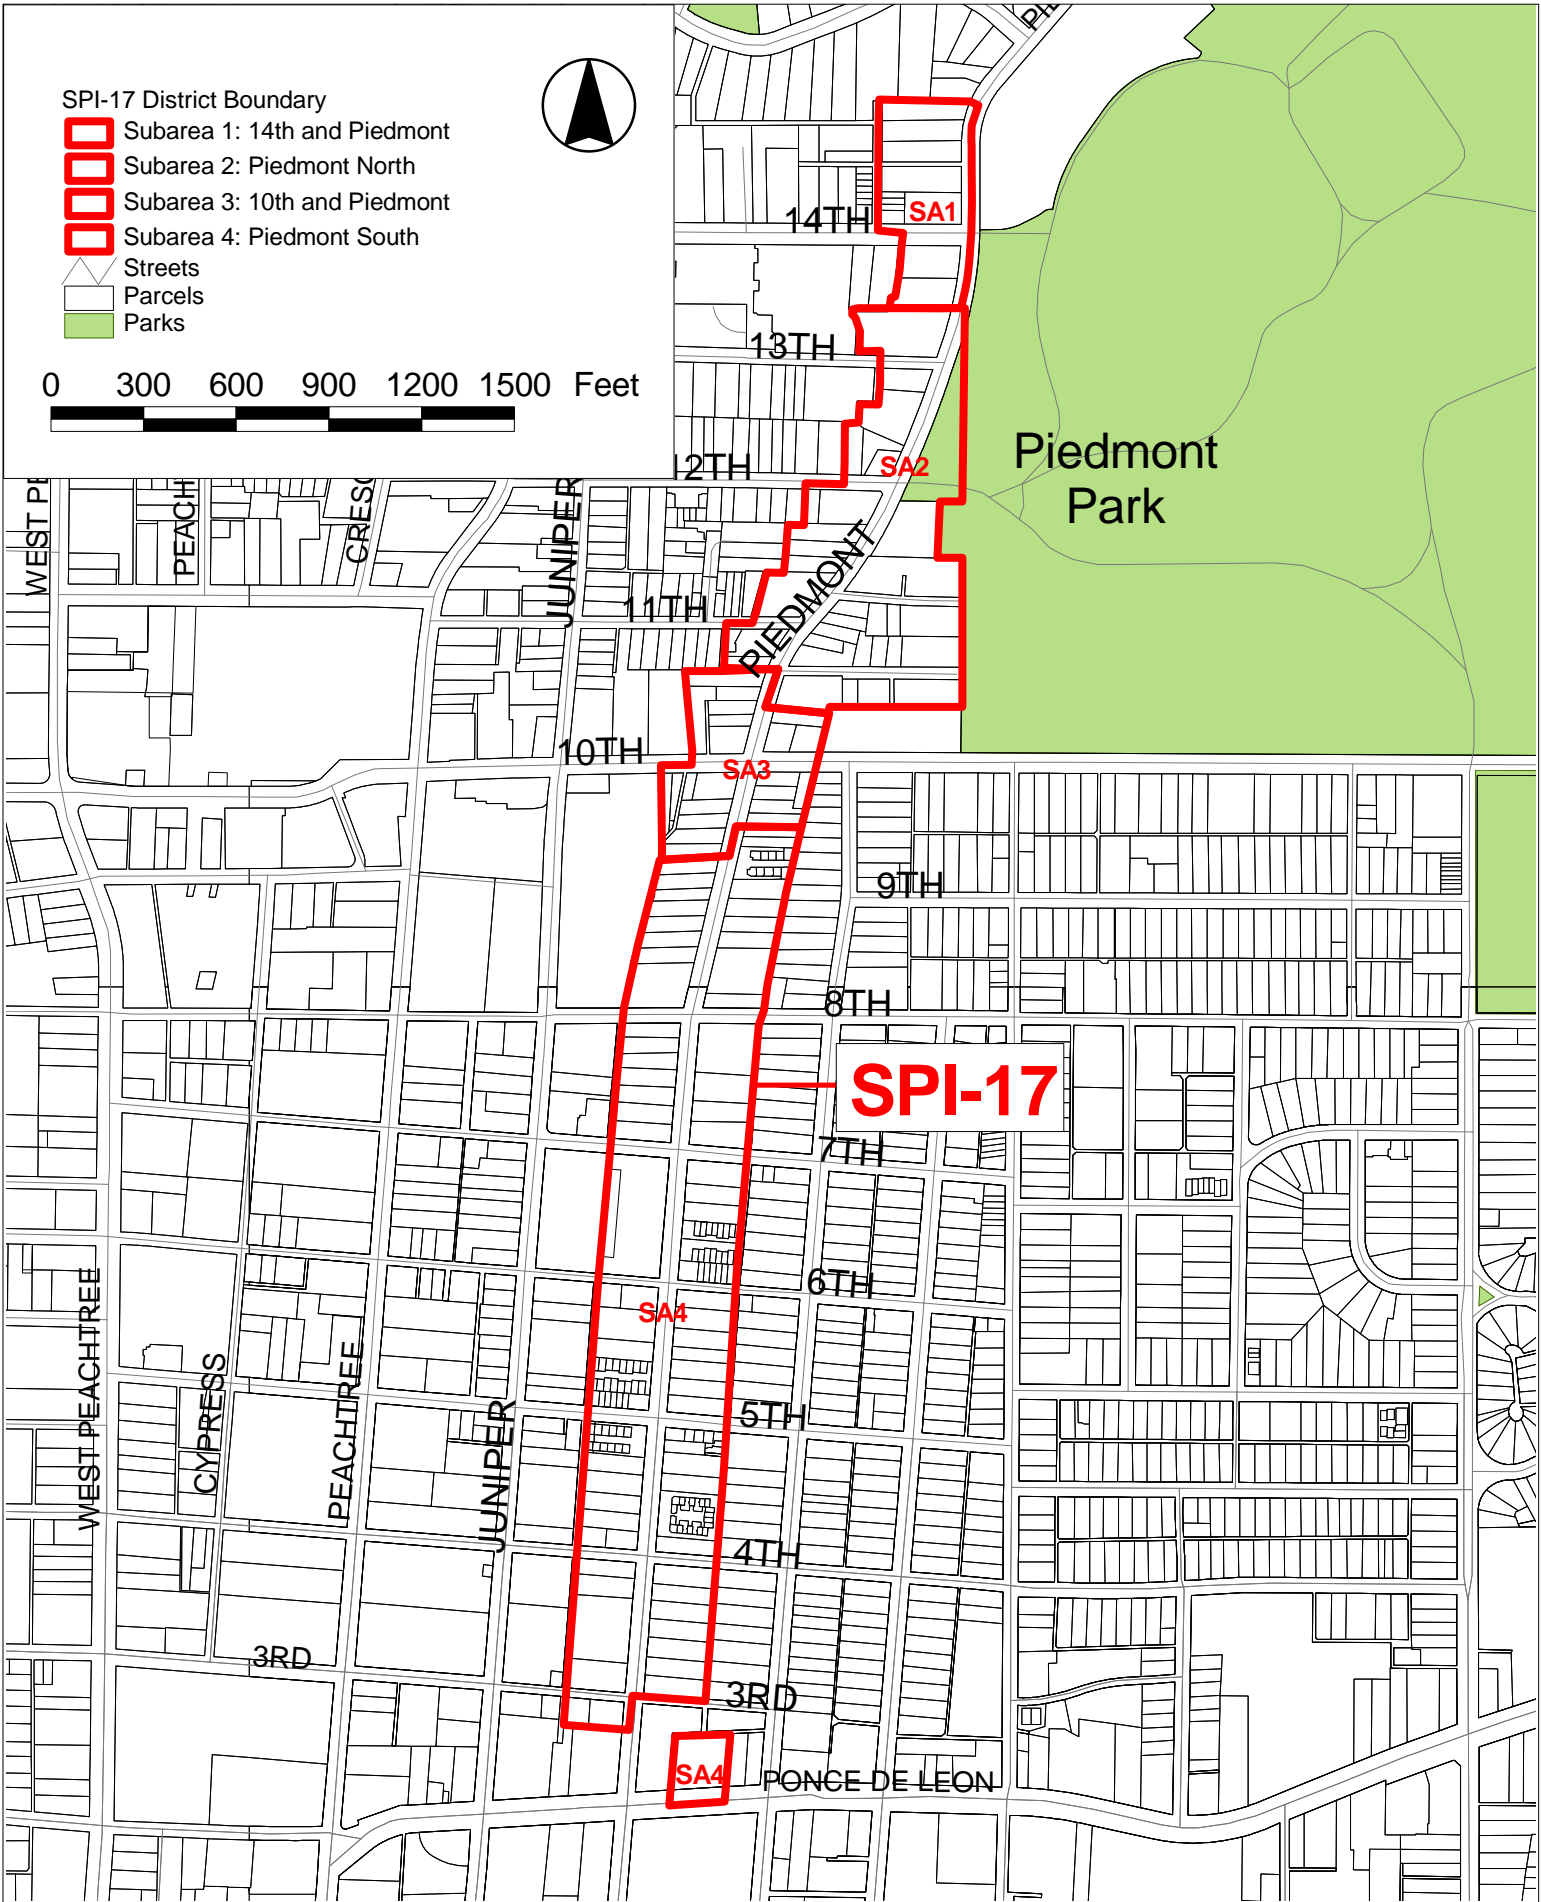 SPI-17 District Boundary
Subarea 1: 14th and Piedmont
Subarea 2: Piedmont North
Subarea 3: 10th and Piedmont
Subarea 4: Piedmont South
Streets
Parcels
Parks
0 300 600 900 1200 1500 Feet
14TH
SA1
13TH
SA2
Piedmont
Park
WEST PE
PEACH
CRESC
JUNIPER
11TH
PIEDMONT
10TH
SA3
9TH
8TH
SPI-17
7TH
6TH
SA4
WEST PEACHTREE
CYPRESS
PEACHTREE
JUNIPER
5TH
4TH
3RD
3RD
SA4
PONCE DE LEON